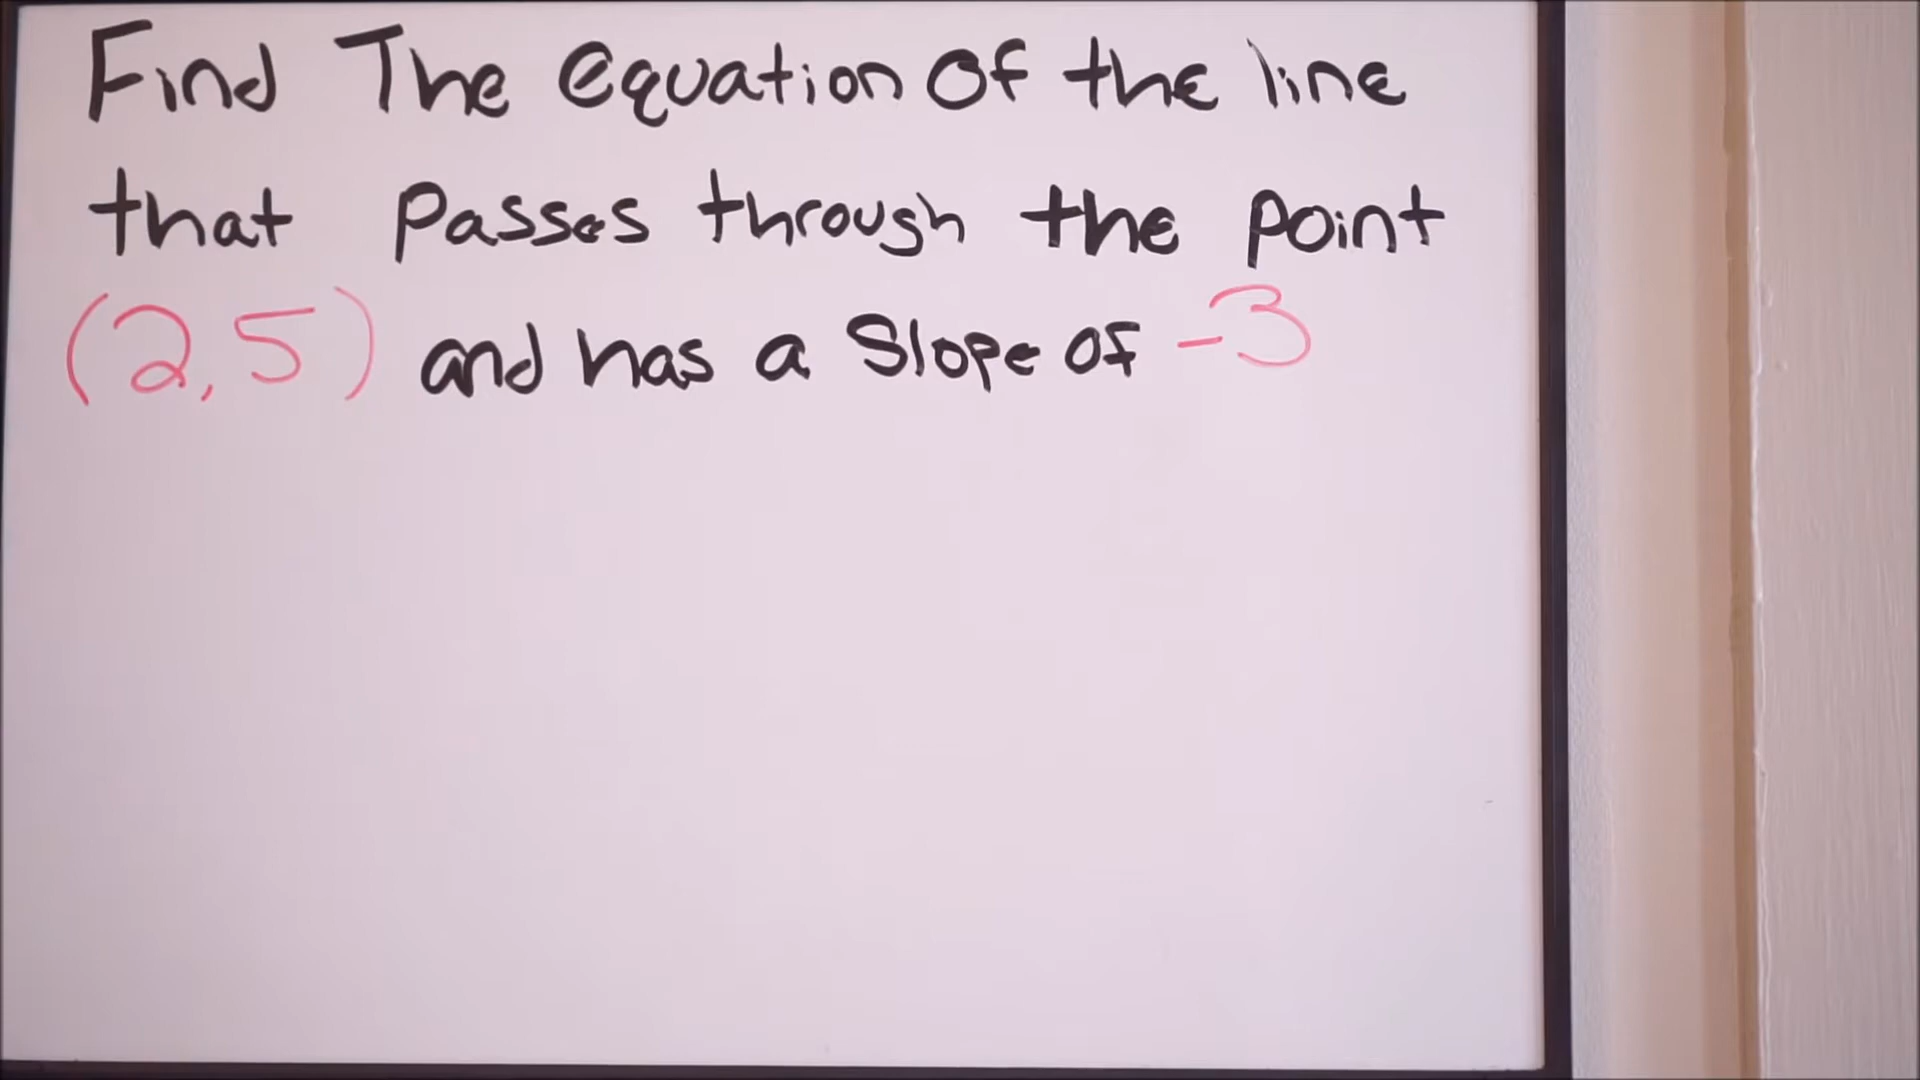 Find The equation of the line
that passes through the point
(2,5) and has a Slope of -3